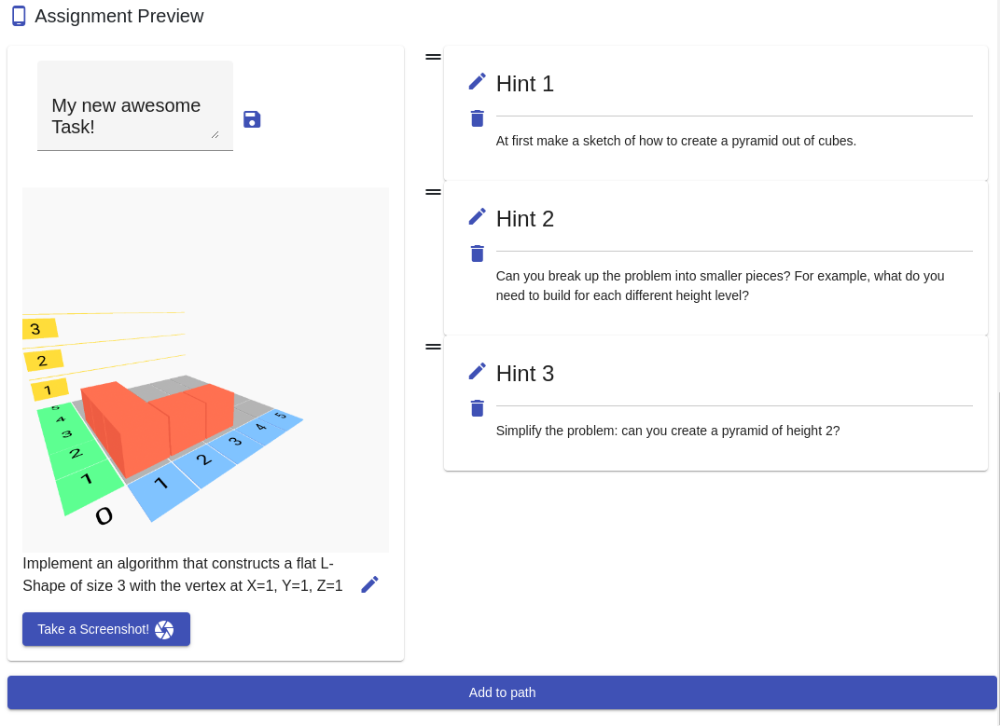 Assignment Preview
My new awesome
Task!
3
2
1
5
4
3
2
1
0
1
2
3
4
5
Implement an algorithm that constructs a flat L-
Shape of size 3 with the vertex at X=1, Y=1, Z=1
Take a Screenshot!
Hint 1
At first make a sketch of how to create a pyramid out of cubes.
Hint 2
Can you break up the problem into smaller pieces? For example, what do you
need to build for each different height level?
Hint 3
Simplify the problem: can you create a pyramid of height 2?
Add to path